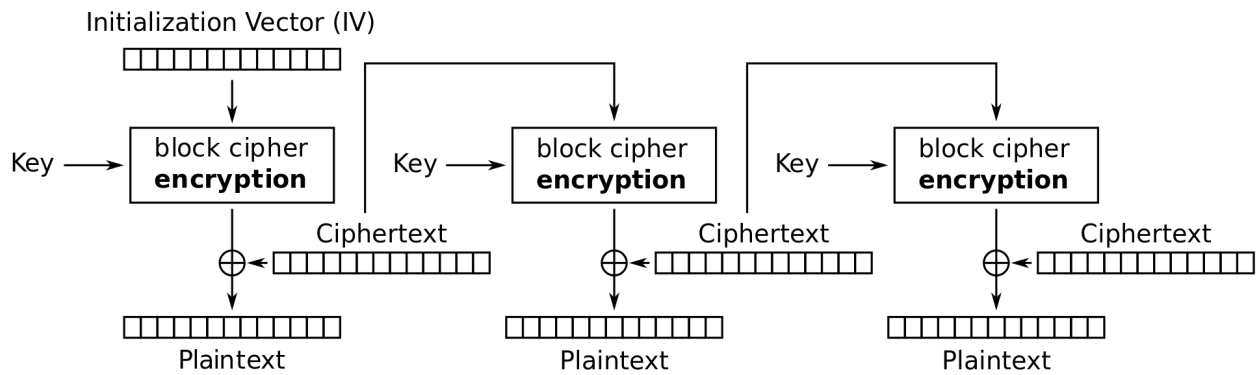 Initialization Vector (IV)
Key
block cipher
encryption
Ciphertext
Plaintext
Key
block cipher
encryption
Ciphertext
Plaintext
Key
block cipher
encryption
Ciphertext
Plaintext